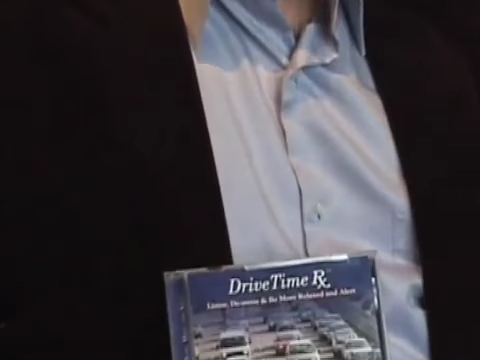 DriveTime Rx
Listen, De-stress & Be More Relaxed and Alert